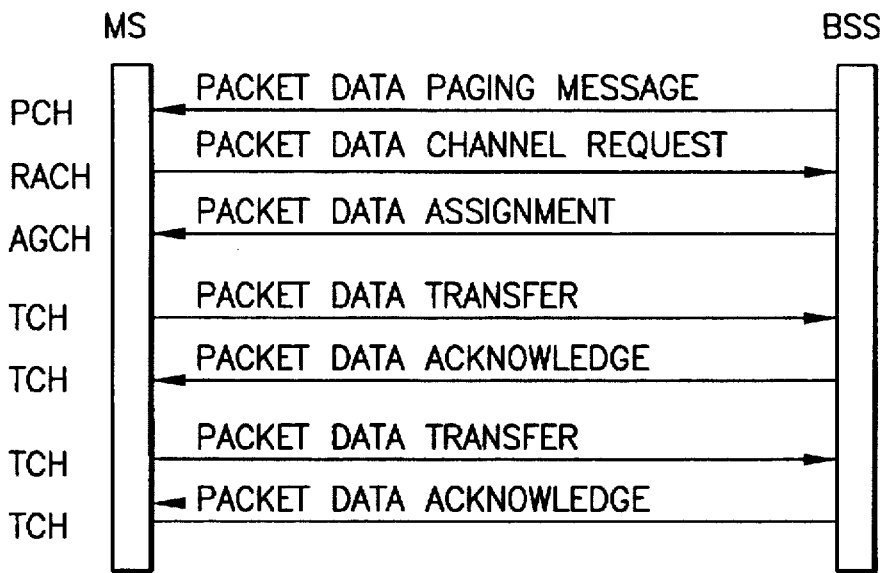 MS BSS
PACKET DATA PAGING MESSAGE
PCH
PACKET DATA CHANNEL REQUEST
RACH
PACKET DATA ASSIGNMENT
AGCH
PACKET DATA TRANSFER
TCH
PACKET DATA ACKNOWLEDGE
TCH
PACKET DATA TRANSFER
TCH
PACKET DATA ACKNOWLEDGE
TCH